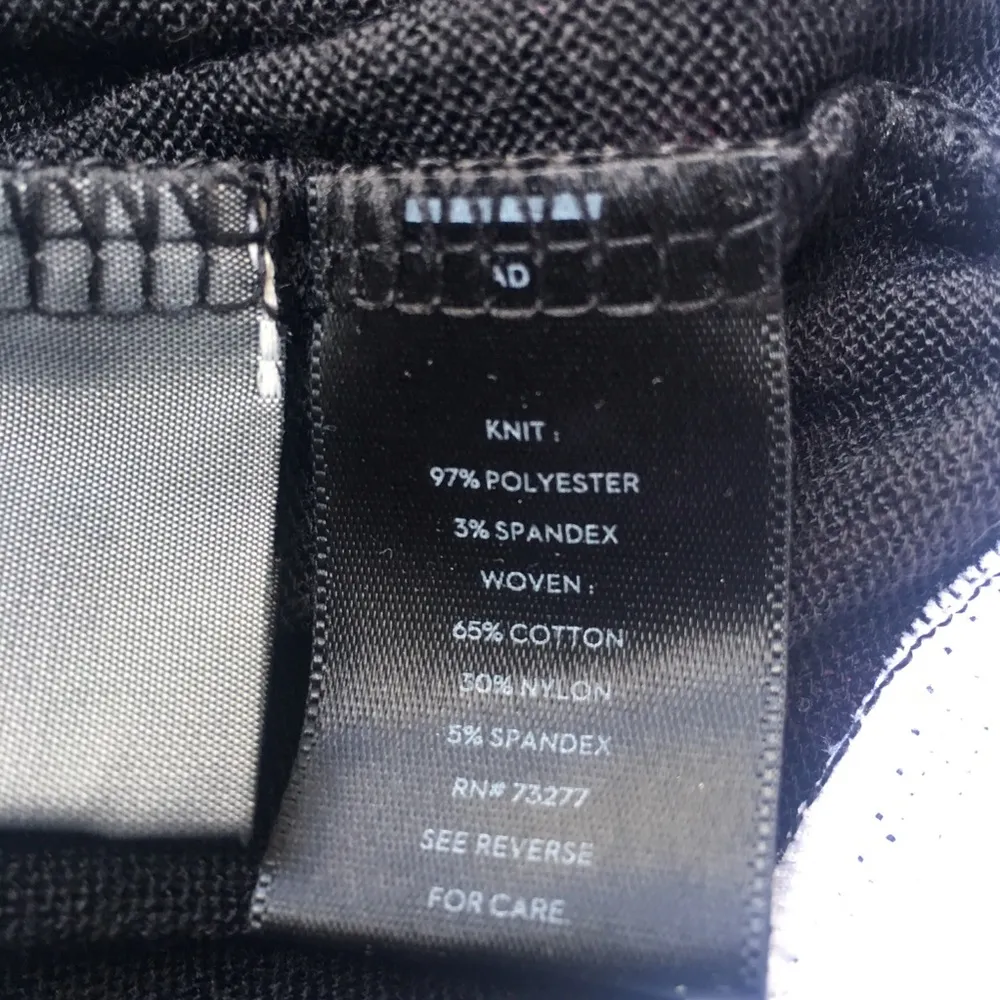 KNIT :
97% POLYESTER
3% SPANDEX
WOVEN :
65% COTTON
30% NYLON
5% SPANDEX
RN# 73277
SEE REVERSE
FOR CARE.